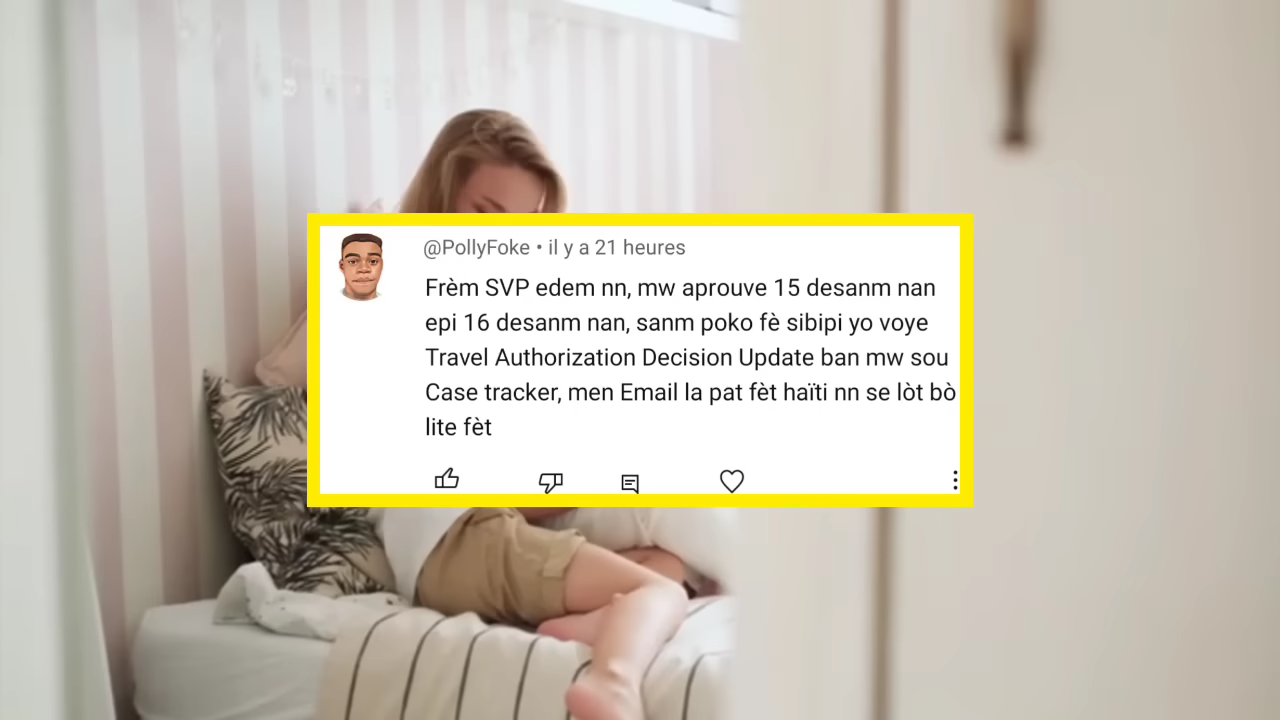 @PollyFoke • il y a 21 heures
Frèm SVP edem nn, mw aprouve 15 desanm nan
epi 16 desanm nan, sanm poko fè sibipi yo voye
Travel Authorization Decision Update ban mw sou
Case tracker, men Email la pat fèt haïti nn se lòt bò
lite fèt